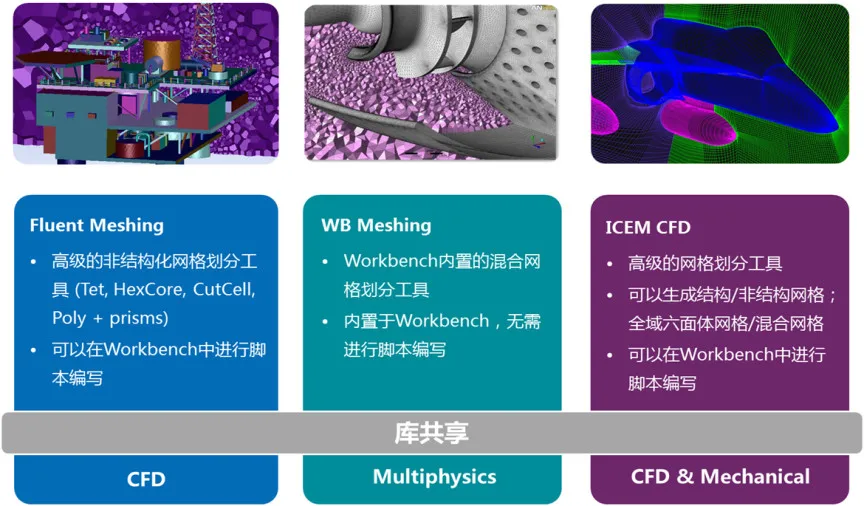 Fluent Meshing
• 高级的非结构化网格划分工
具 (Tet, HexCore, CutCell,
Poly + prisms)
• 可以在Workbench中进行脚
本编写
WB Meshing
• Workbench内置的混合网
格划分工具
• 内置于Workbench，无需
进行脚本编写
ICEM CFD
• 高级的网格划分工具
• 可以生成结构/非结构网格；
全域六面体网格/混合网格
• 可以在Workbench中进行
脚本编写
库共享
CFD
Multiphysics
CFD & Mechanical